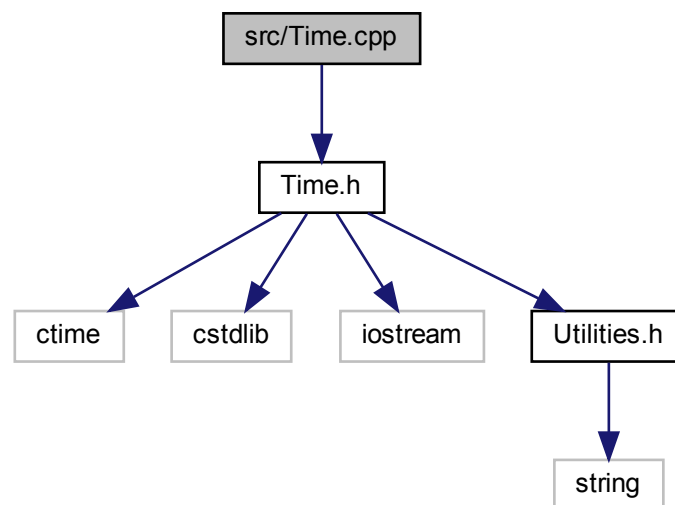 src/Time.cpp
Time.h
ctime
cstdlib
iostream
Utilities.h
string